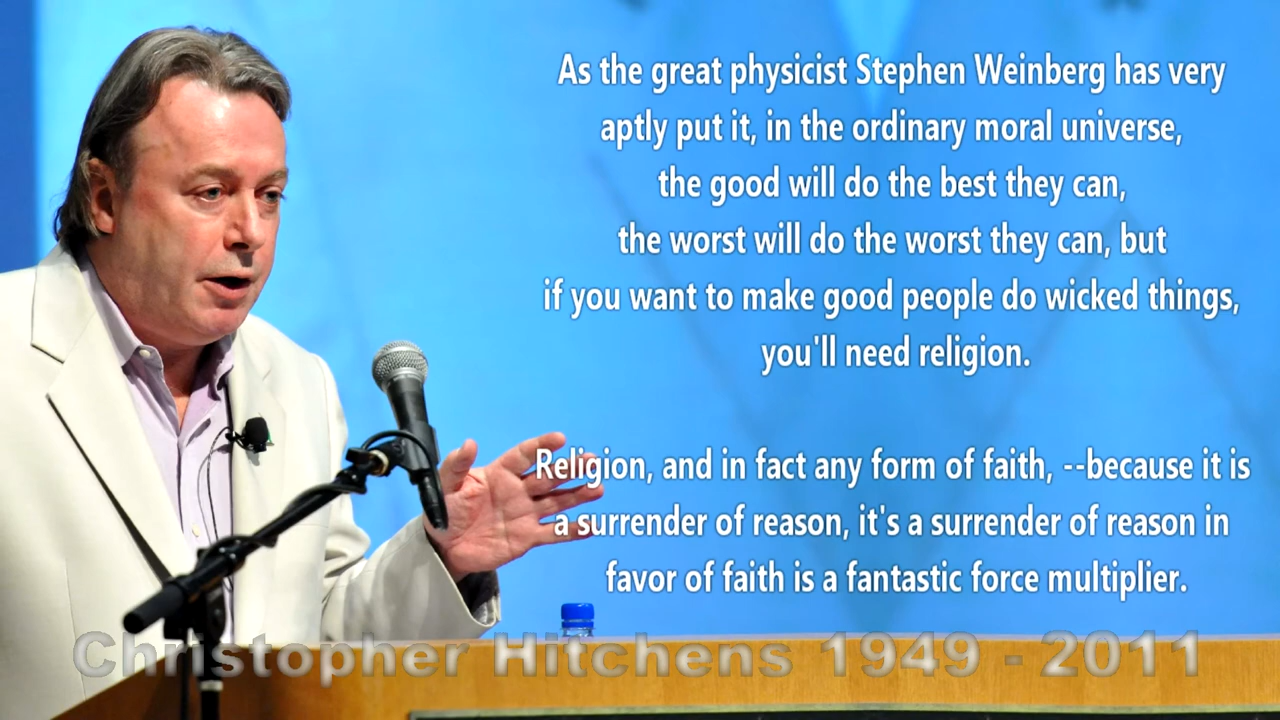 As the great physicist Stephen Weinberg has very
aptly put it, in the ordinary moral universe,
the good will do the best they can,
the worst will do the worst they can, but
if you want to make good people do wicked things,
you'll need religion.
Religion, and in fact any form of faith, --because it is
a surrender of reason, it's a surrender of reason in
favor of faith is a fantastic force multiplier.
Christopher Hitchens 1949 - 2011